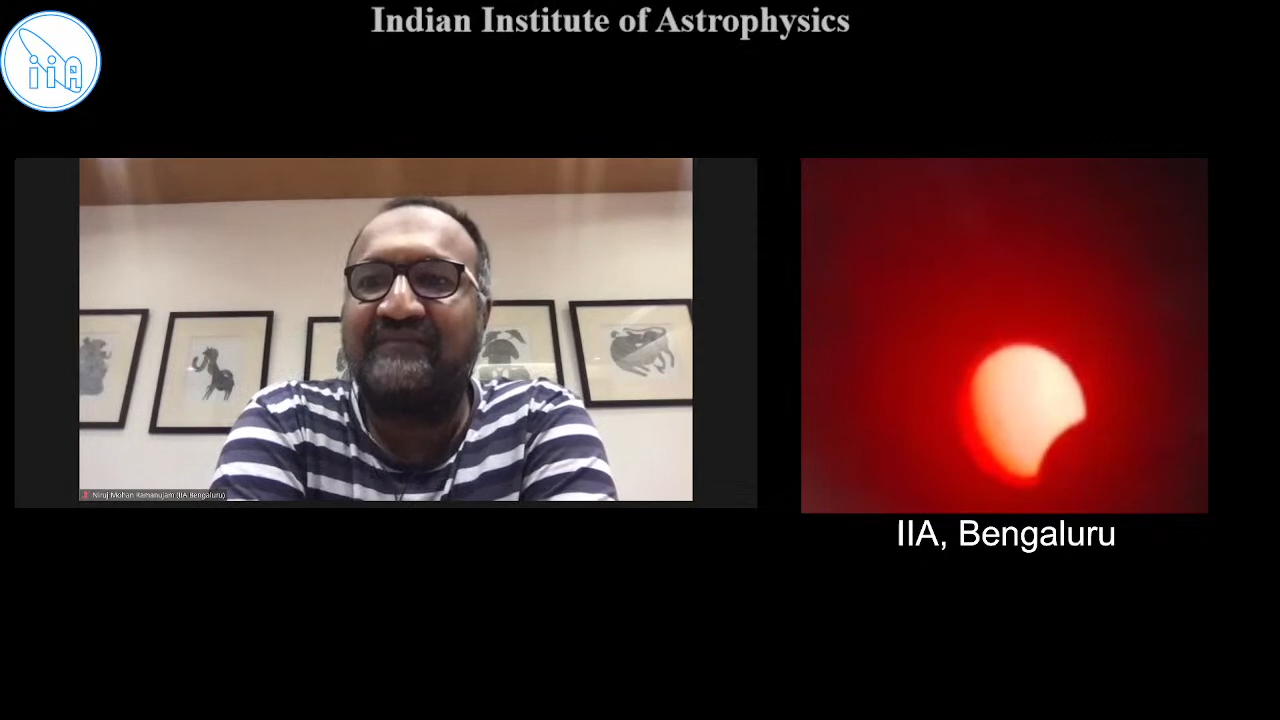 Indian Institute of Astrophysics
iiA
Niruj Mohan Ramanujam (IIA Bengaluru)
IIA, Bengaluru